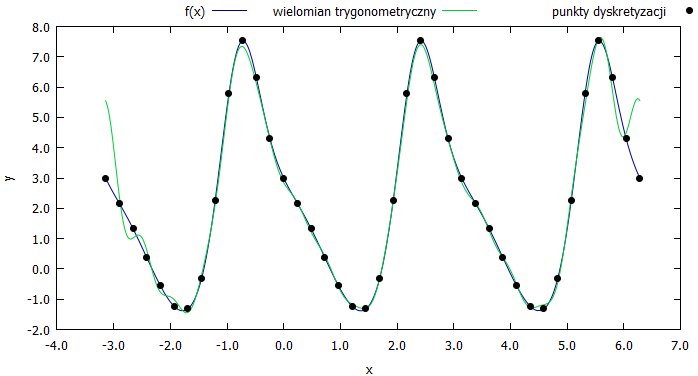 f(x) wielomian trygonometryczny punkty dyskretyzacji
8.0
7.0
6.0
5.0
4.0
3.0
2.0
1.0
0.0
-1.0
-2.0
y
-4.0 -3.0 -2.0 -1.0 0.0 1.0 2.0 3.0 4.0 5.0 6.0 7.0
x